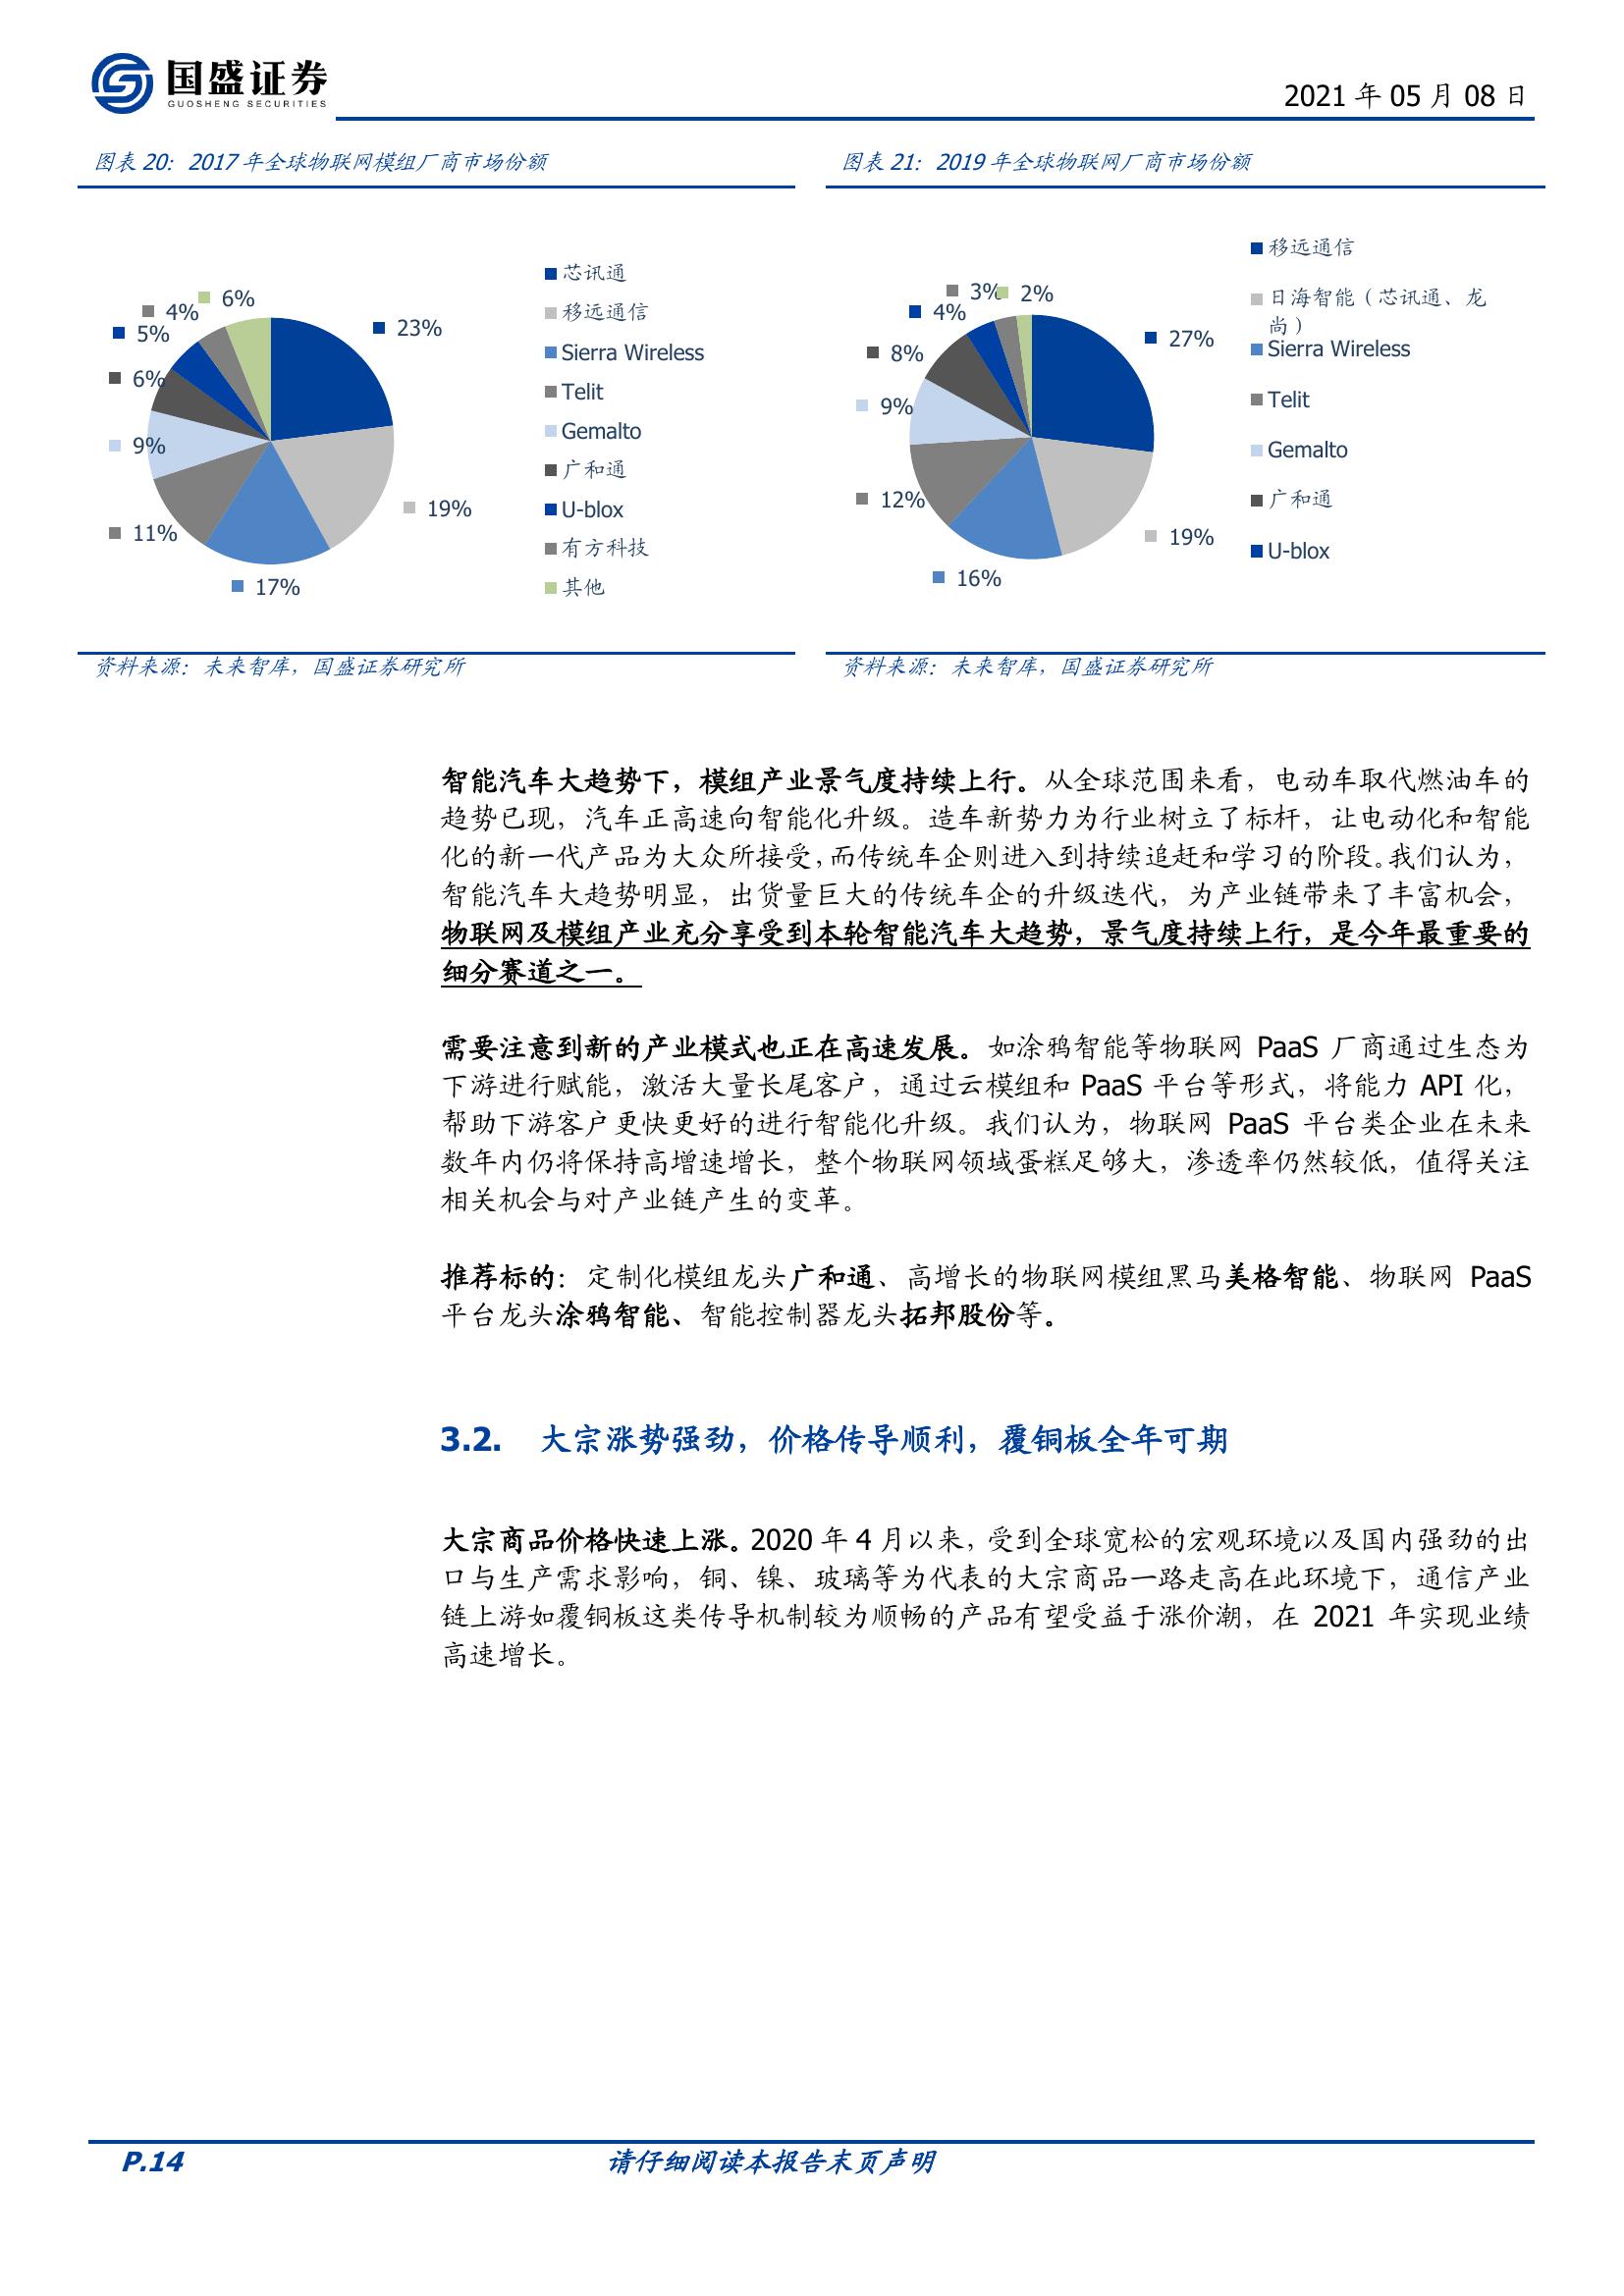 国盛证券
GUOSHENG SECURITIES
2021 年 05 月 08 日
图表 20：2017 年全球物联网模组厂商市场份额
23%
19%
17%
11%
9%
6%
5%
4%
6%
芯讯通
移远通信
Sierra Wireless
Telit
Gemalto
广和通
U-blox
有方科技
其他
资料来源：未来智库，国盛证券研究所
图表 21：2019 年全球物联网厂商市场份额
27%
19%
16%
12%
9%
8%
4%
3%
2%
移远通信
日海智能（芯讯通、龙
尚）
Sierra Wireless
Telit
Gemalto
广和通
U-blox
资料来源：未来智库，国盛证券研究所
智能汽车大趋势下，模组产业景气度持续上行。从全球范围来看，电动车取代燃油车的
趋势已现，汽车正高速向智能化升级。造车新势力为行业树立了标杆，让电动化和智能
化的新一代产品为大众所接受，而传统车企则进入到持续追赶和学习的阶段。我们认为，
智能汽车大趋势明显，出货量巨大的传统车企的升级迭代，为产业链带来了丰富机会，
物联网及模组产业充分享受到本轮智能汽车大趋势，景气度持续上行，是今年最重要的
细分赛道之一。
需要注意到新的产业模式也正在高速发展。如涂鸦智能等物联网 PaaS 厂商通过生态为
下游进行赋能，激活大量长尾客户，通过云模组和 PaaS 平台等形式，将能力 API 化，
帮助下游客户更快更好的进行智能化升级。我们认为，物联网 PaaS 平台类企业在未来
数年内仍将保持高增速增长，整个物联网领域蛋糕足够大，渗透率仍然较低，值得关注
相关机会与对产业链产生的变革。
推荐标的：定制化模组龙头广和通、高增长的物联网模组黑马美格智能、物联网 PaaS
平台龙头涂鸦智能、智能控制器龙头拓邦股份等。
3.2. 大宗涨势强劲，价格传导顺利，覆铜板全年可期
大宗商品价格快速上涨。2020 年 4 月以来，受到全球宽松的宏观环境以及国内强劲的出
口与生产需求影响，铜、镍、玻璃等为代表的大宗商品一路走高在此环境下，通信产业
链上游如覆铜板这类传导机制较为顺畅的产品有望受益于涨价潮，在 2021 年实现业绩
高速增长。
P.14
请仔细阅读本报告末页声明